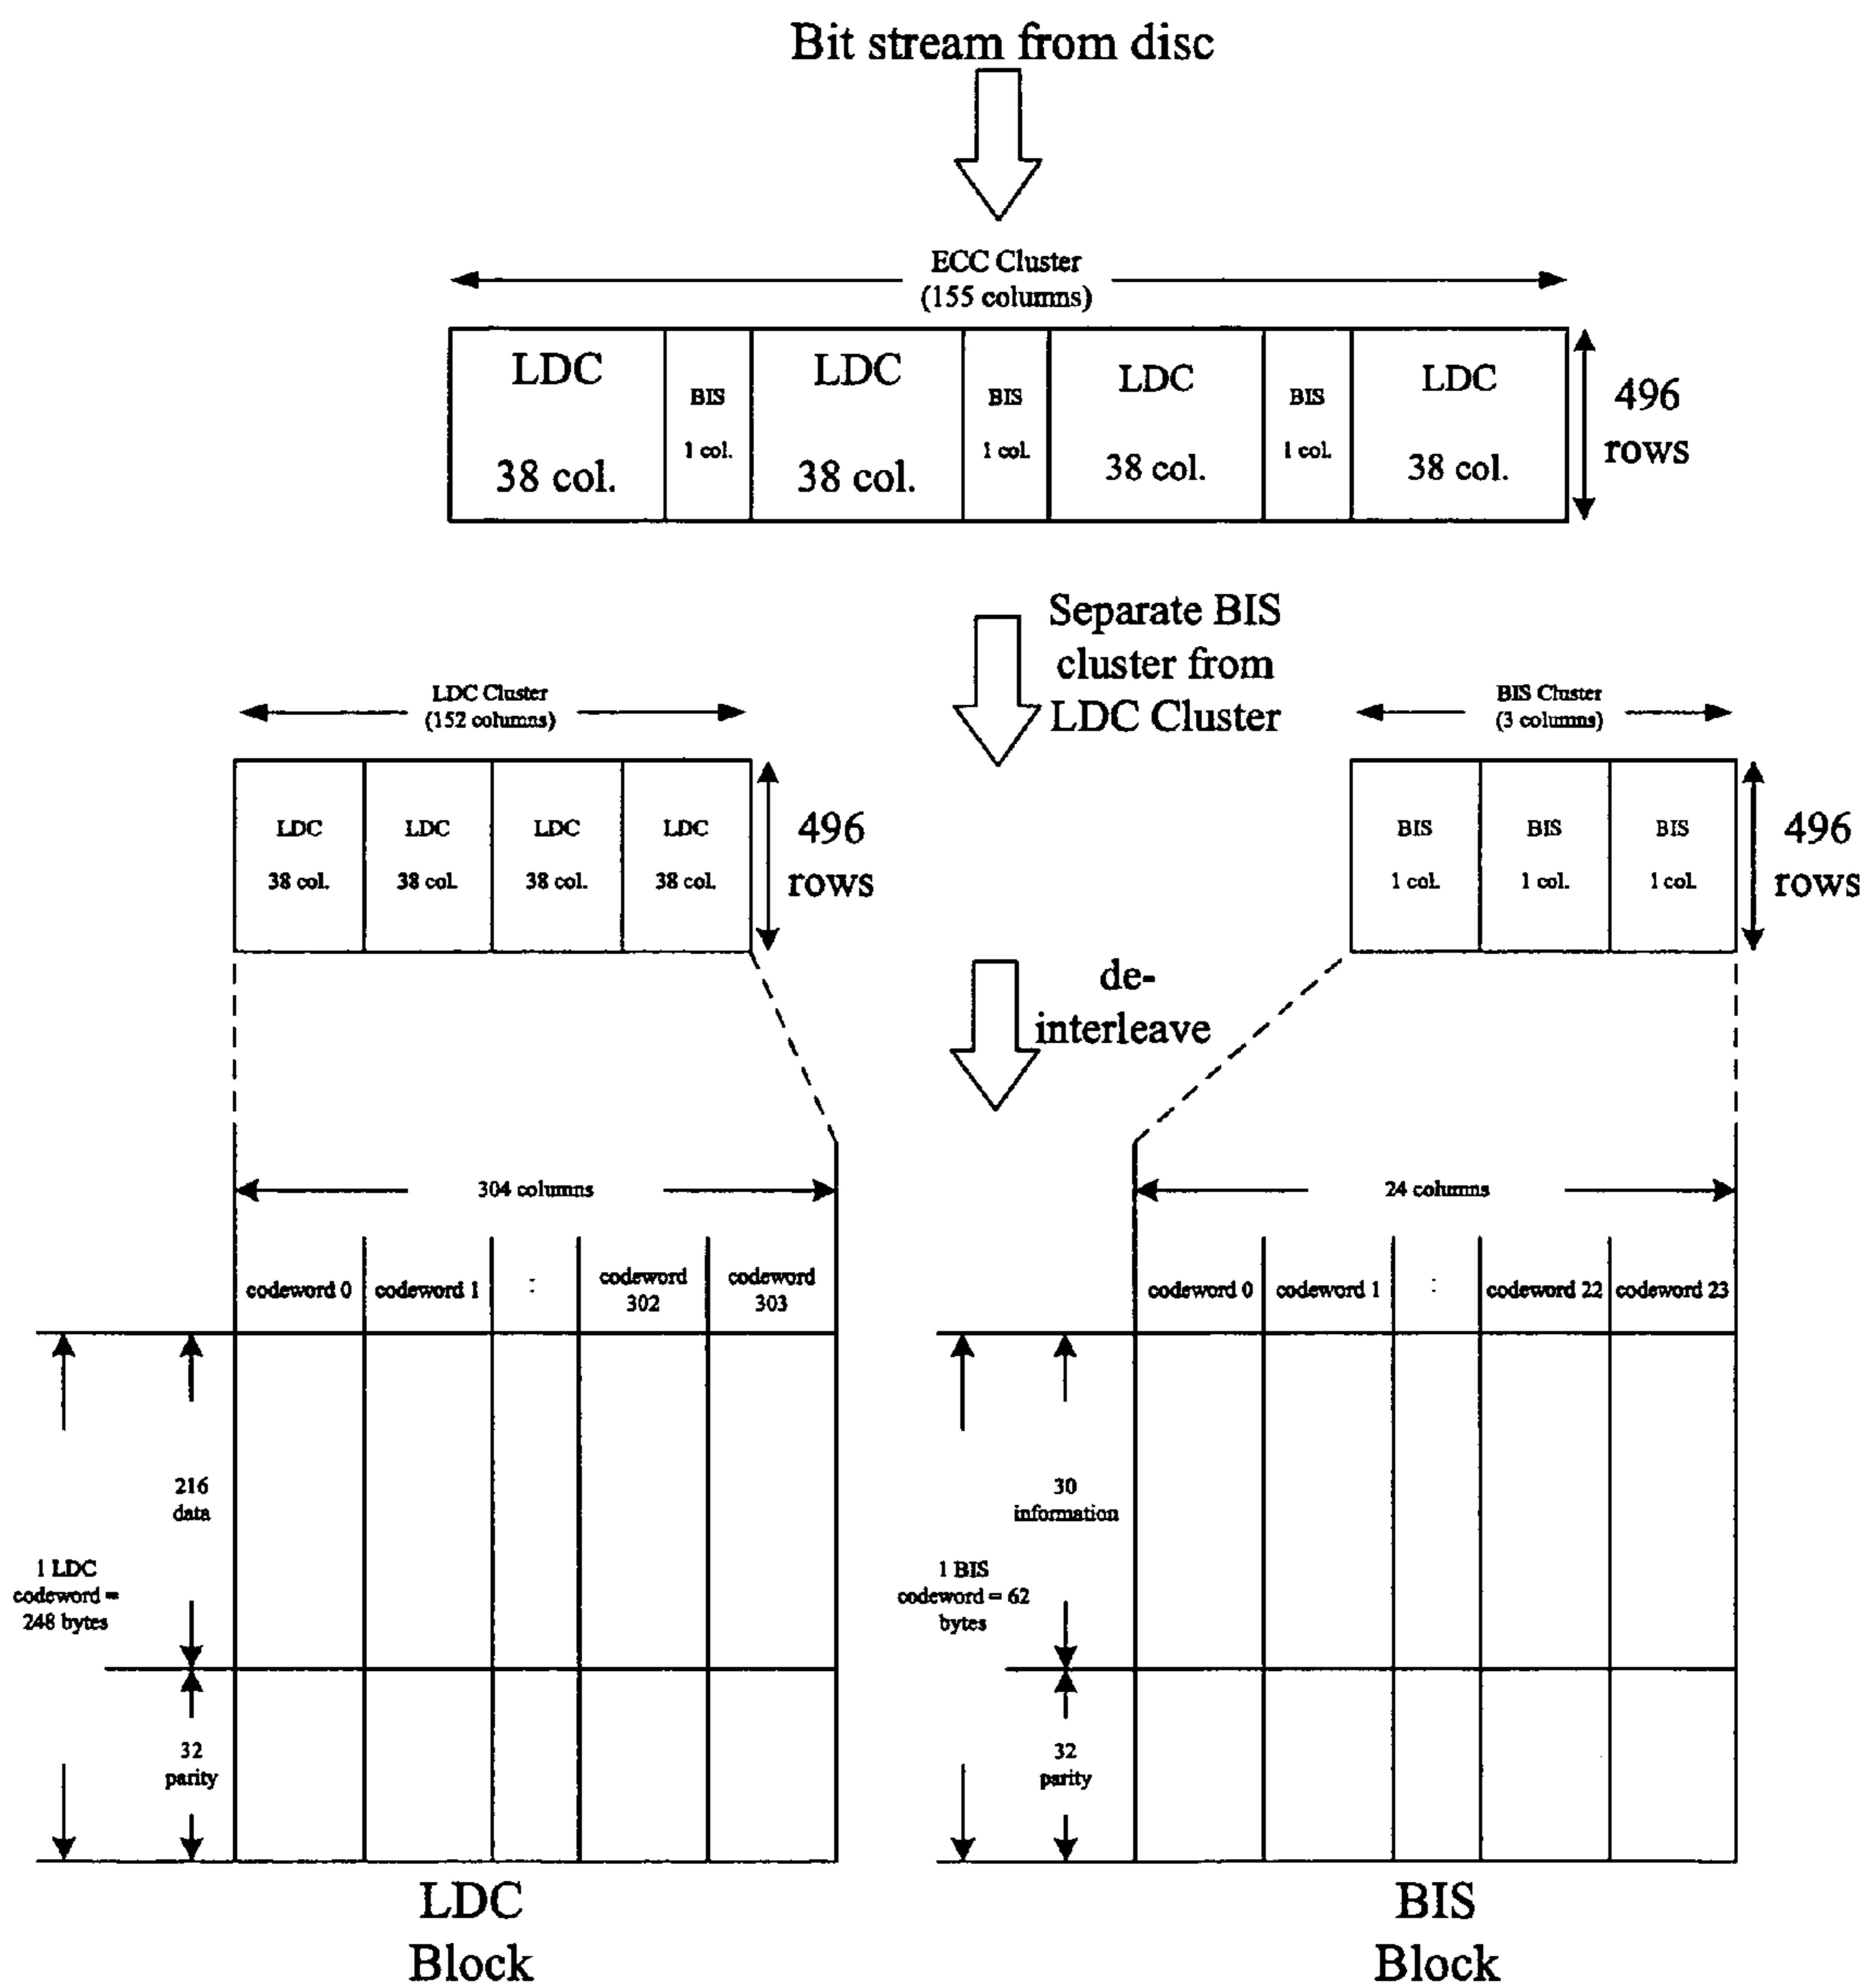 Bit stream from disc
ECC Cluster
(155 columns)
LDC
38 col.
BIS
1 col.
LDC
38 col.
BIS
1 col.
LDC
38 col.
BIS
1 col.
LDC
38 col.
496
rows
Separate BIS
cluster from
LDC Cluster
LDC Cluster
(152 columns)
LDC
38 col.
LDC
38 col.
LDC
38 col.
LDC
38 col.
496
rows
BIS Cluster
(3 columns)
BIS
1 col.
BIS
1 col.
BIS
1 col.
496
rows
de-
interleave
304 columns
codeword 0
codeword 1
:
codeword
302
codeword
303
216
data
1 LDC
codeword =
248 bytes
32
parity
LDC
Block
24 columns
codeword 0
codeword 1
:
codeword 22
codeword 23
30
information
1 BIS
codeword = 62
bytes
32
parity
BIS
Block